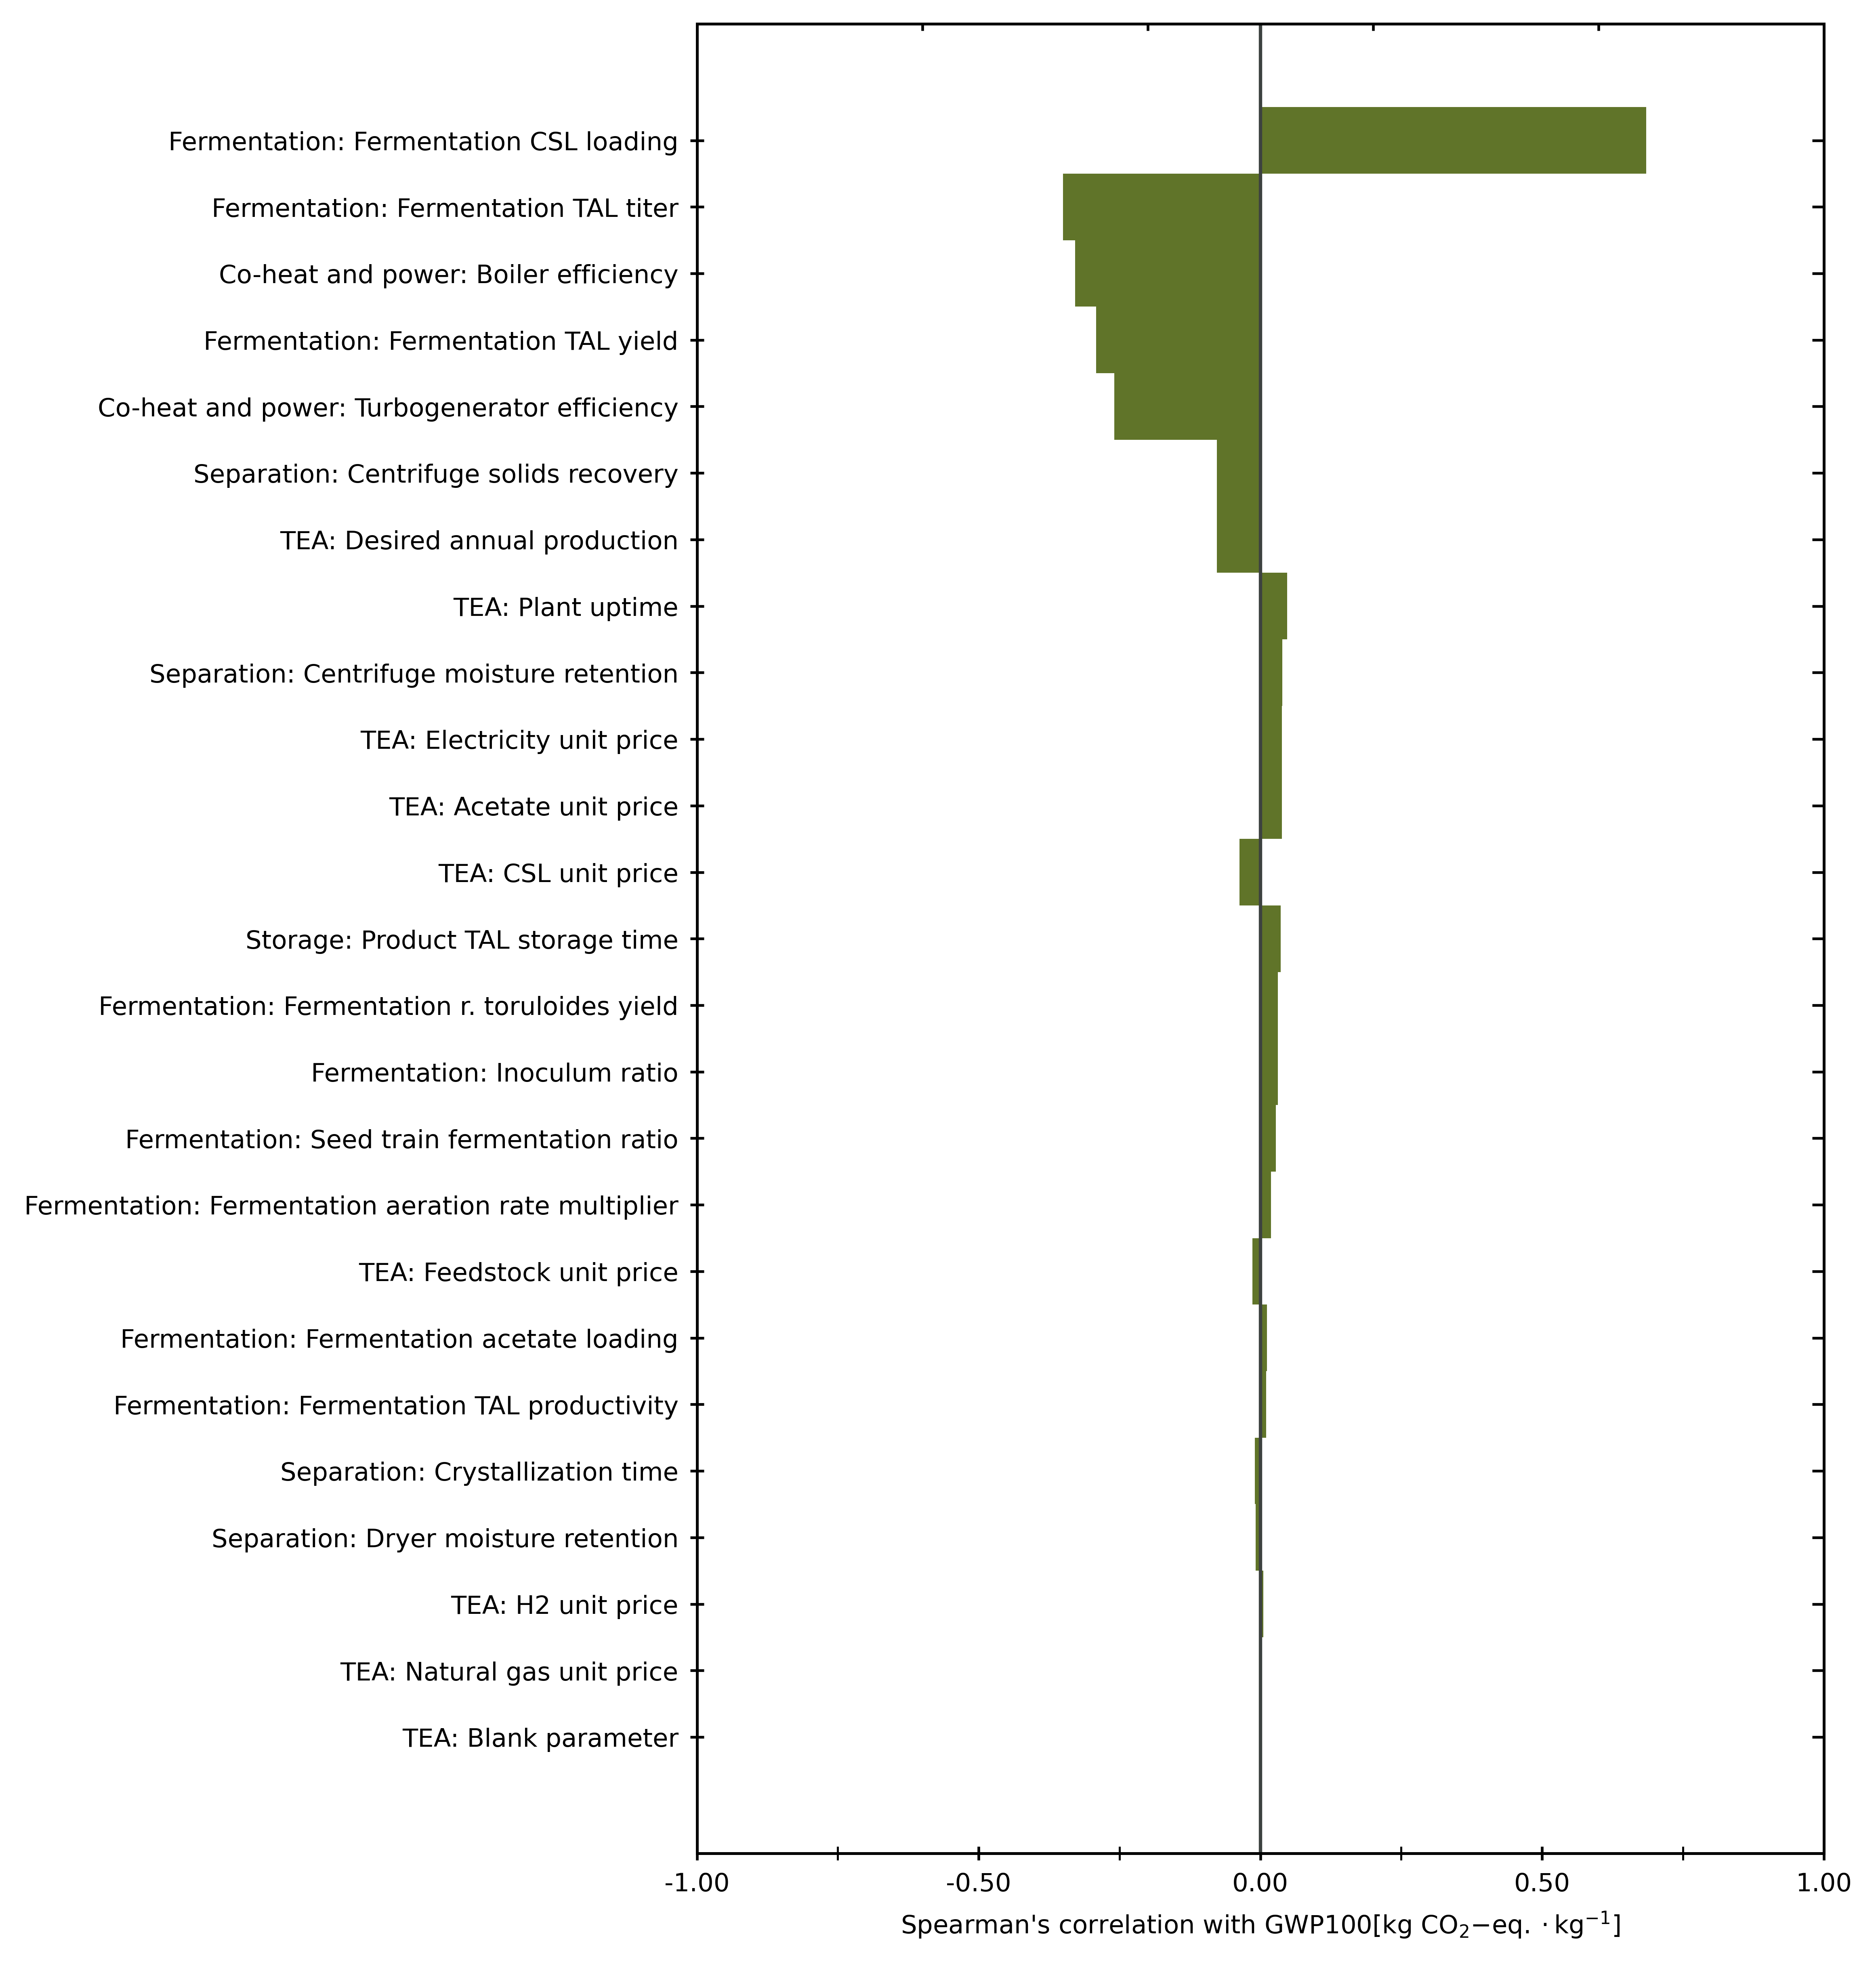 Fermentation: Fermentation CSL loading
Fermentation: Fermentation TAL titer
Co-heat and power: Boiler efficiency
Fermentation: Fermentation TAL yield
Co-heat and power: Turbogenerator efficiency
Separation: Centrifuge solids recovery
TEA: Desired annual production
TEA: Plant uptime
Separation: Centrifuge moisture retention
TEA: Electricity unit price
TEA: Acetate unit price
TEA: CSL unit price
Storage: Product TAL storage time
Fermentation: Fermentation r. toruloides yield
Fermentation: Inoculum ratio
Fermentation: Seed train fermentation ratio
Fermentation: Fermentation aeration rate multiplier
TEA: Feedstock unit price
Fermentation: Fermentation acetate loading
Fermentation: Fermentation TAL productivity
Separation: Crystallization time
Separation: Dryer moisture retention
TEA: H2 unit price
TEA: Natural gas unit price
TEA: Blank parameter
-1.00 -0.50 0.00 0.50 1.00
Spearman's correlation with GWP100[kg CO₂−eq. · kg⁻¹]